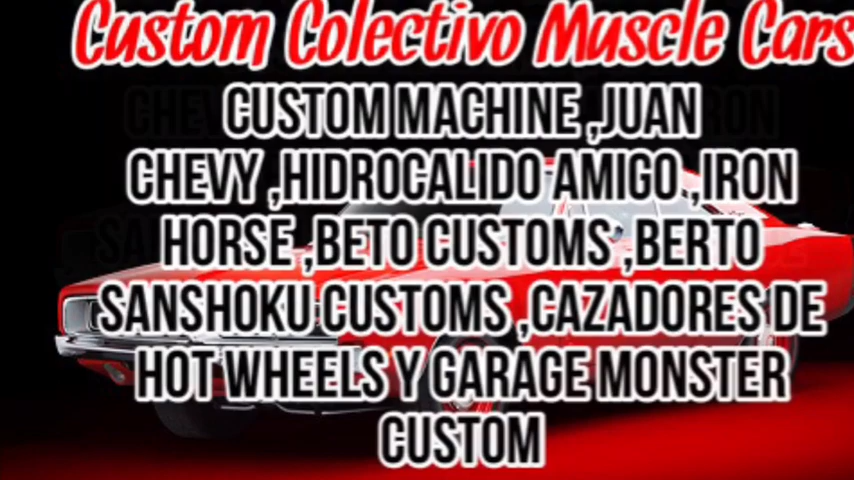 Custom Colectivo Muscle Cars
CUSTOM MACHINE ,JUAN
CHEVY ,HIDROCALIDO AMIGO ,IRON
HORSE ,BETO CUSTOMS ,BERTO
SANSHOKU CUSTOMS ,CAZADORES DE
HOT WHEELS Y GARAGE MONSTER
CUSTOM